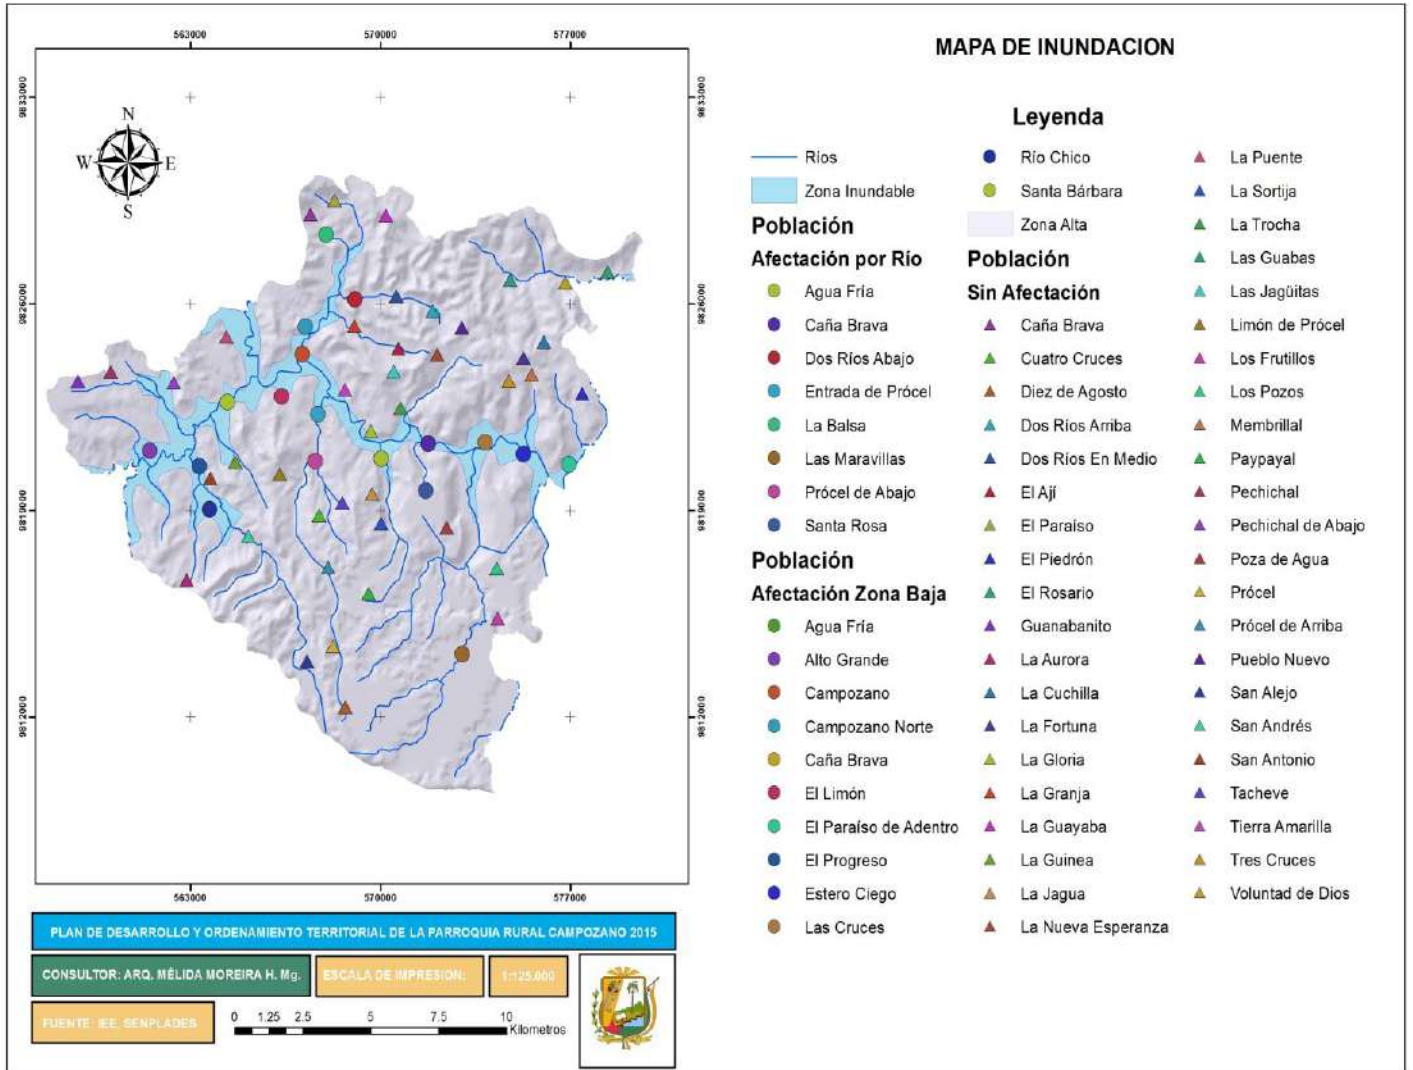 563000 570000 577000
9833000 9833000
N
W E
S
9826000 9826000
9819000 9819000
9812000 9812000
563000 570000 577000
MAPA DE INUNDACION
Leyenda
Ríos
Zona Inundable
Población
Afectación por Río
Agua Fría
Caña Brava
Dos Ríos Abajo
Entrada de Prócel
La Balsa
Las Maravillas
Prócel de Abajo
Santa Rosa
Población
Afectación Zona Baja
Agua Fría
Alto Grande
Campozano
Campozano Norte
Caña Brava
El Limón
El Paraíso de Adentro
El Progreso
Estero Ciego
Las Cruces
Río Chico
Santa Bárbara
Zona Alta
Población
Sin Afectación
Caña Brava
Cuatro Cruces
Diez de Agosto
Dos Ríos Arriba
Dos Ríos En Medio
El Ají
El Paraíso
El Piedrón
El Rosario
Guanabanito
La Aurora
La Cuchilla
La Fortuna
La Gloria
La Granja
La Guayaba
La Guinea
La Jagua
La Nueva Esperanza
La Puente
La Sortija
La Trocha
Las Guabas
Las Jagüitas
Limón de Prócel
Los Frutillos
Los Pozos
Membrillal
Paypayal
Pechichal
Pechichal de Abajo
Poza de Agua
Prócel
Prócel de Arriba
Pueblo Nuevo
San Alejo
San Andrés
San Antonio
Tacheve
Tierra Amarilla
Tres Cruces
Voluntad de Dios
PLAN DE DESARROLLO Y ORDENAMIENTO TERRITORIAL DE LA PARROQUIA RURAL CAMPOZANO 2015
CONSULTOR: ARQ. MÉLIDA MOREIRA H. Mg.
ESCALA DE IMPRESION:
1:125.000
FUENTE: IEE, SENPLADES
0 1.25 2.5 5 7.5 10
Kilometros